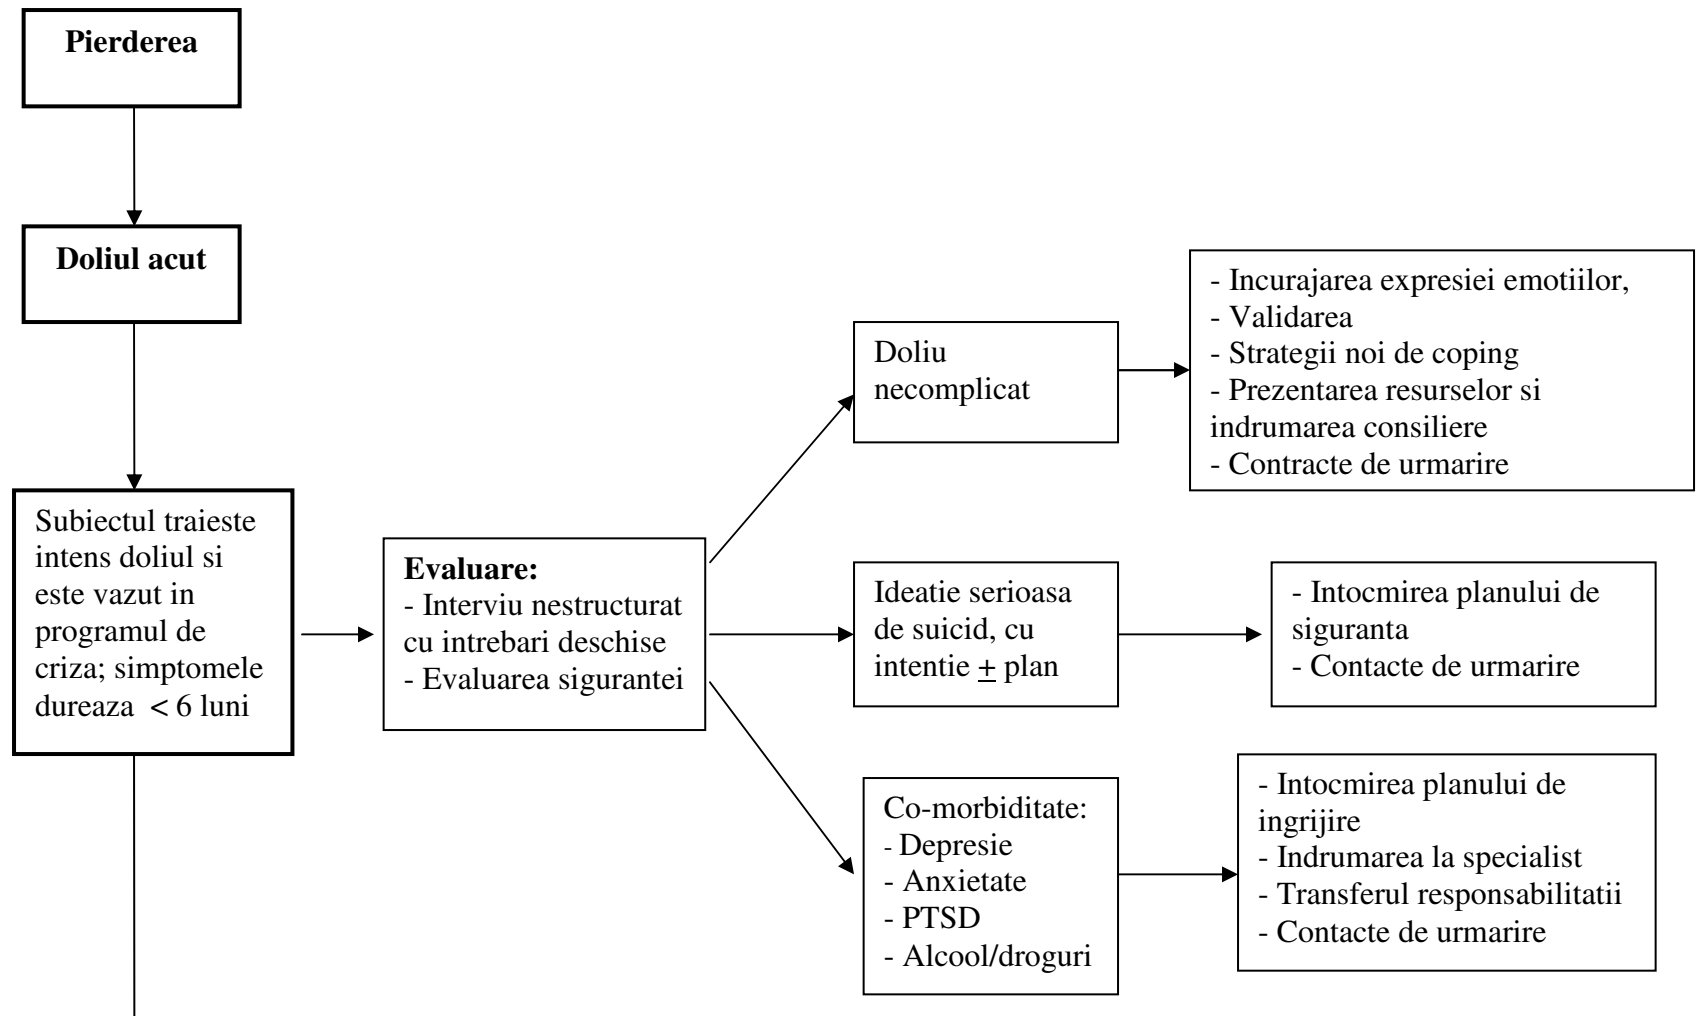 Pierderea
Doliul acut
Subiectul traieste
intens doliul si
este vazut in
programul de
criza; simptomele
dureaza < 6 luni
Evaluare:
- Interviu nestructurat
cu intrebari deschise
- Evaluarea sigurantei
Doliu
necomplicat
- Incurajarea expresiei emotiilor,
- Validarea
- Strategii noi de coping
- Prezentarea resurselor si
indrumarea consiliere
- Contracte de urmarire
Ideatie serioasa
de suicid, cu
intentie + plan
- Intocmirea planului de
siguranta
- Contacte de urmarire
Co-morbiditate:
- Depresie
- Anxietate
- PTSD
- Alcool/droguri
- Intocmirea planului de
ingrijire
- Indrumarea la specialist
- Transferul responsabilitatii
- Contacte de urmarire